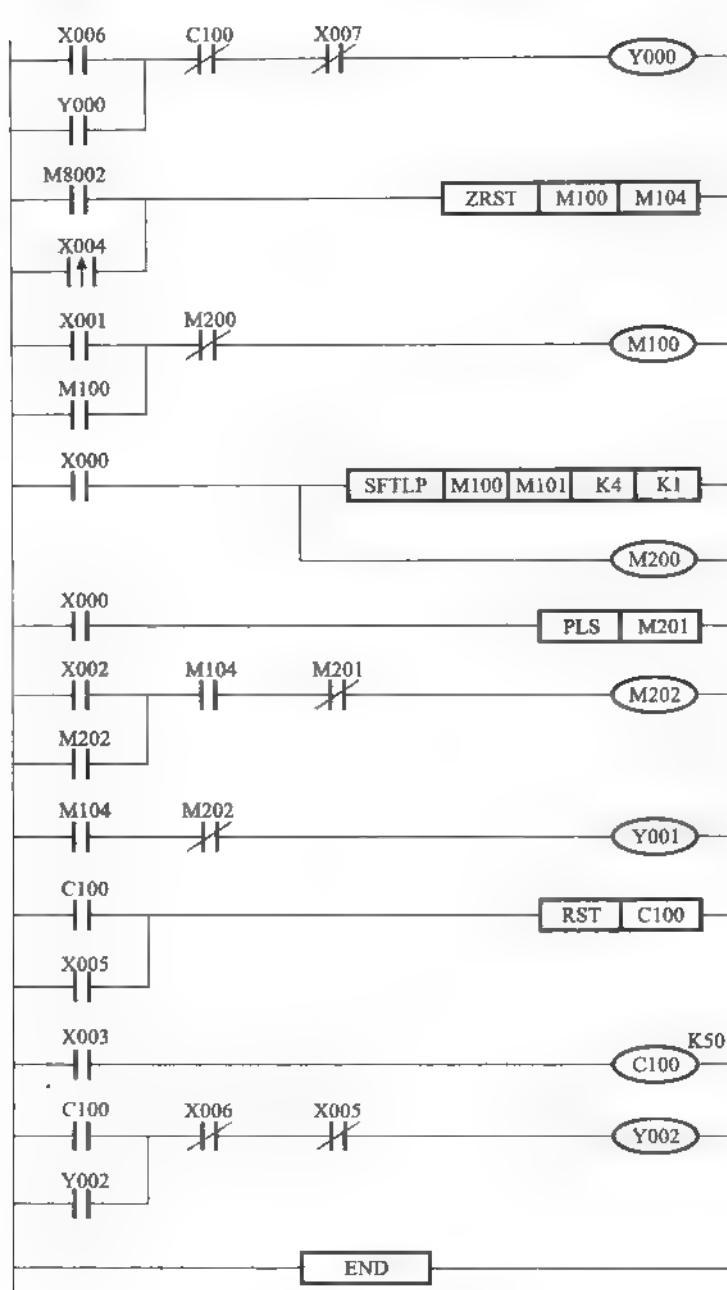 X006 C100 X007
Y000
Y000
M8002
ZRST M100 M104
X004
X001 M200
M100
M100
X000
SFTLP M100 M101 K4 K1
M200
X000
PLS M201
X002 M104 M201
M202
M202
M104 M202
Y001
C100
RST C100
X005
X003
K50
C100
C100 X006 X005
Y002
Y002
END